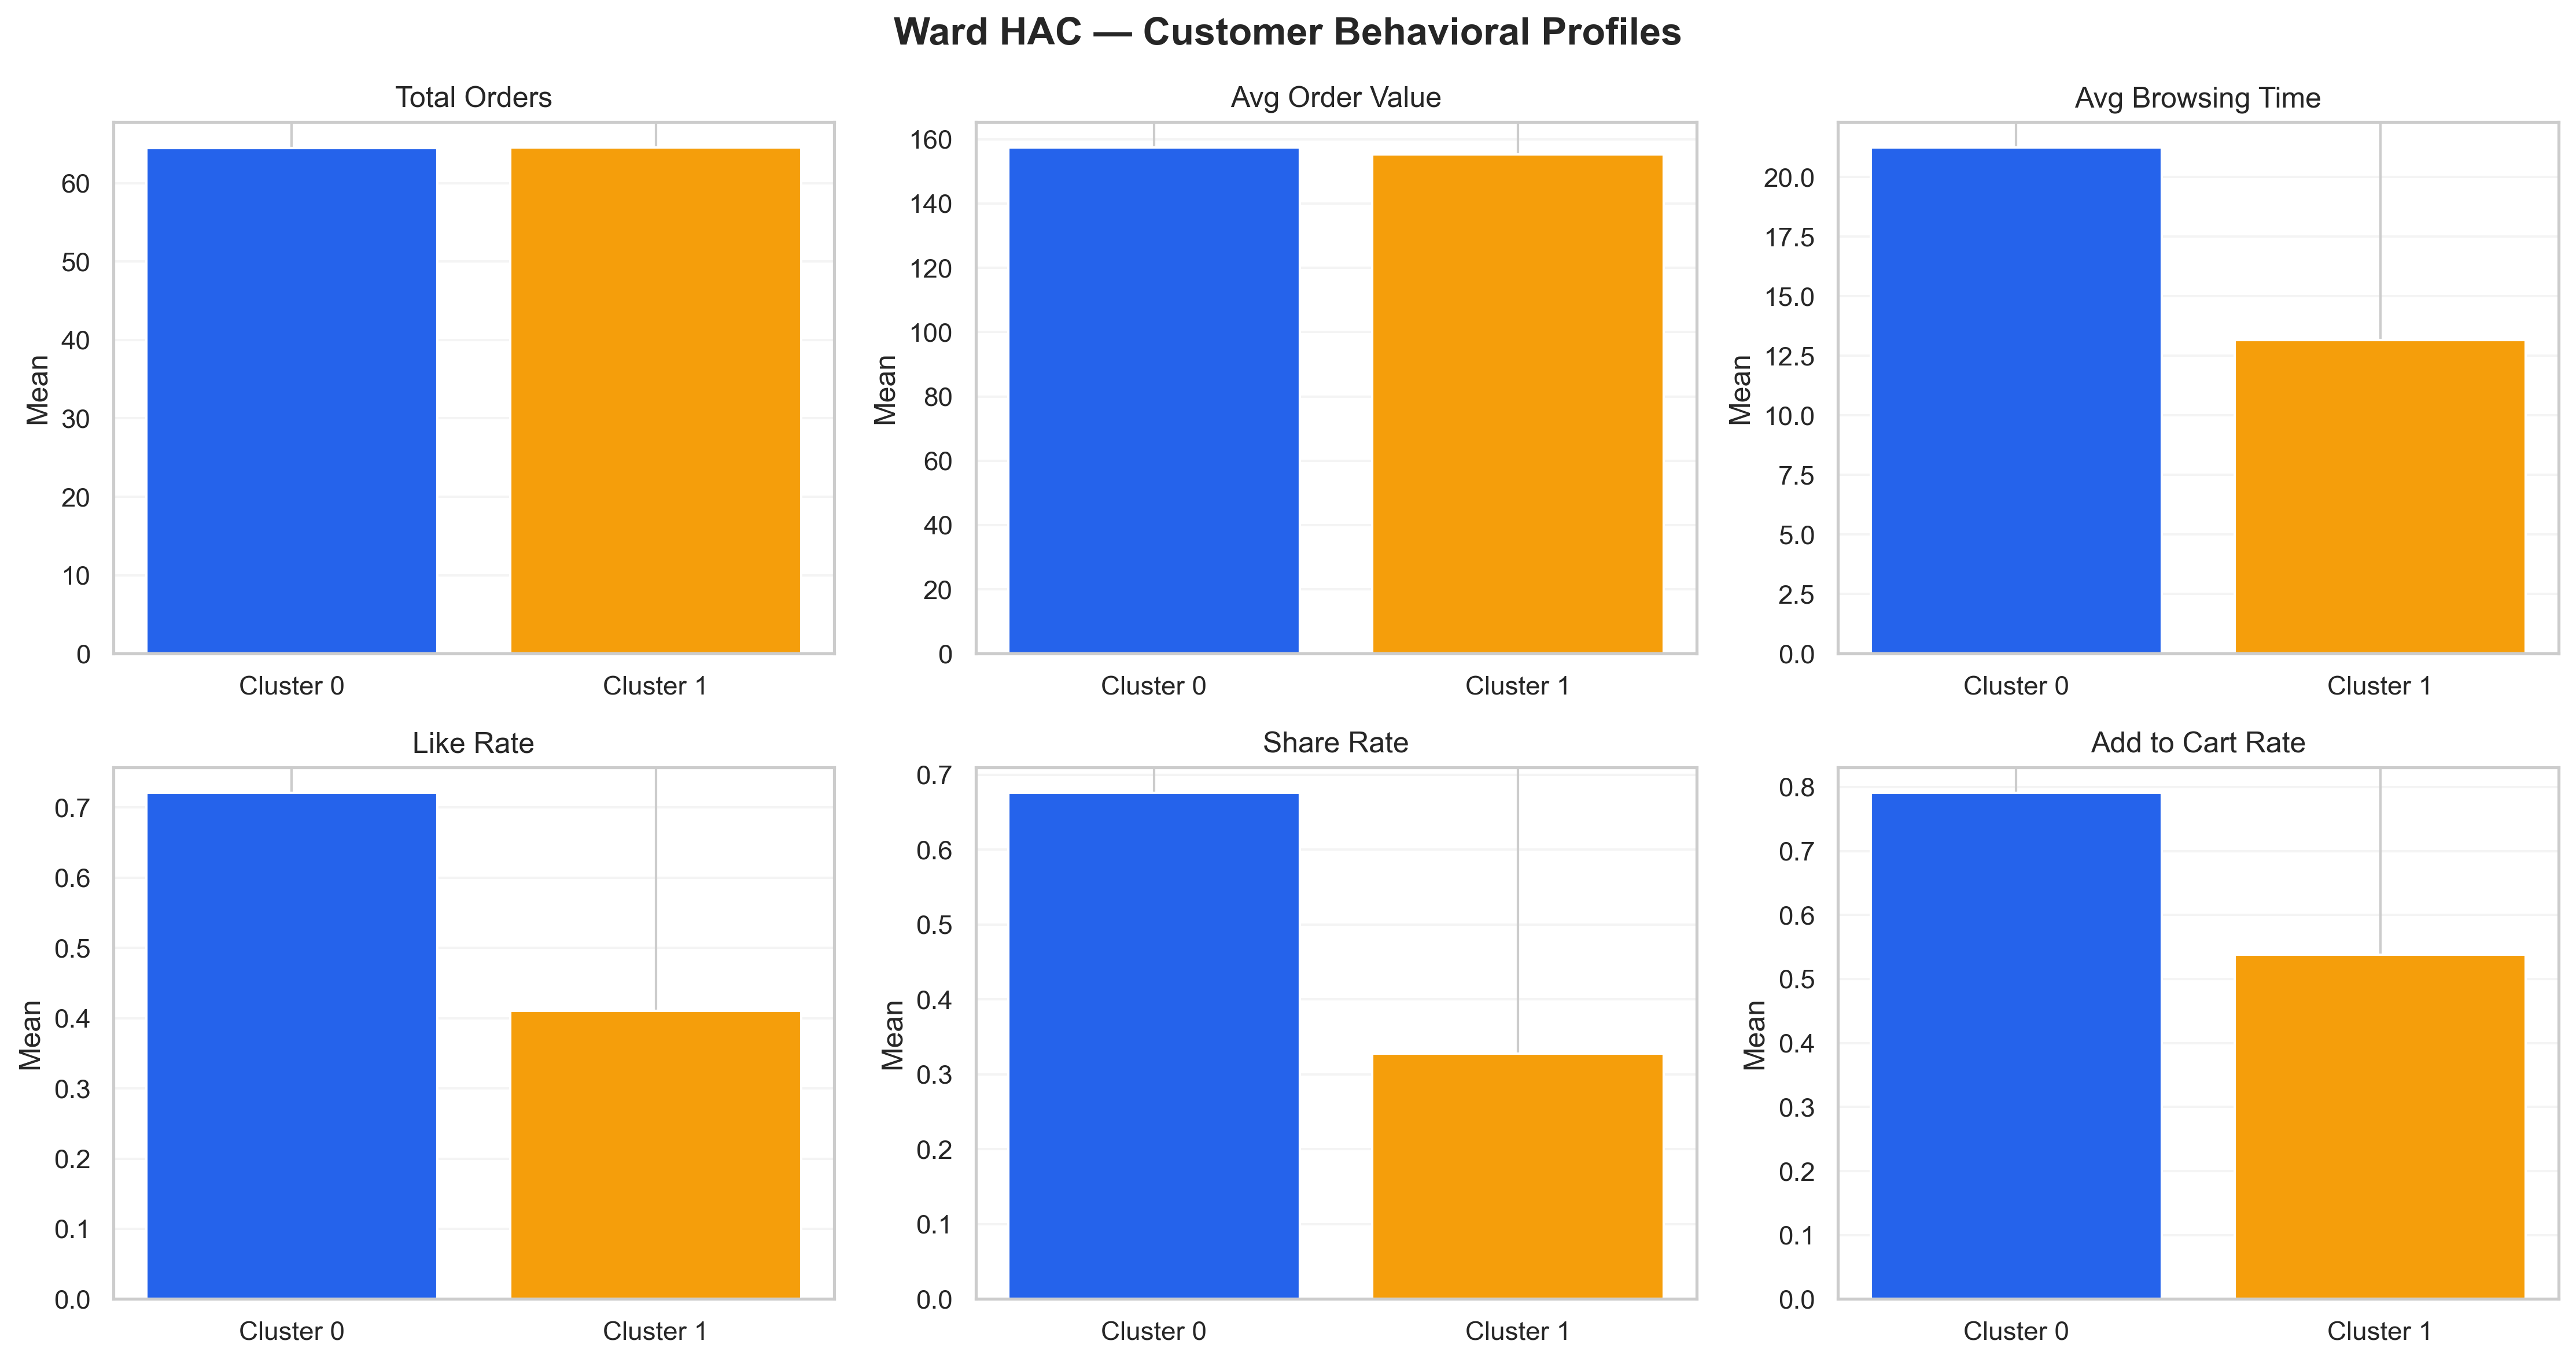 Ward HAC — Customer Behavioral Profiles
Total Orders
Mean
60
50
40
30
20
10
0
Cluster 0 Cluster 1
Avg Order Value
Mean
160
140
120
100
80
60
40
20
0
Cluster 0 Cluster 1
Avg Browsing Time
Mean
20.0
17.5
15.0
12.5
10.0
7.5
5.0
2.5
0.0
Cluster 0 Cluster 1
Like Rate
Mean
0.7
0.6
0.5
0.4
0.3
0.2
0.1
0.0
Cluster 0 Cluster 1
Share Rate
Mean
0.7
0.6
0.5
0.4
0.3
0.2
0.1
0.0
Cluster 0 Cluster 1
Add to Cart Rate
Mean
0.8
0.7
0.6
0.5
0.4
0.3
0.2
0.1
0.0
Cluster 0 Cluster 1